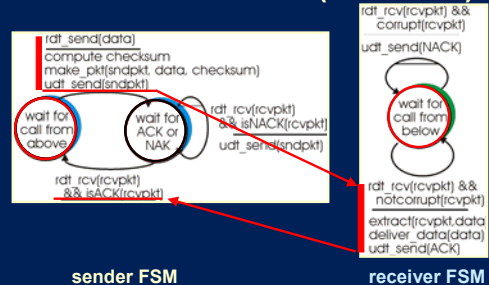 rdt_send(data)
compute checksum
make_pkt(sndpkt, data, checksum)
udt_send(sndpkt)
wait for
call from
above
wait for
ACK or
NAK
rdt_rcv(rcvpkt)
&& isNACK(rcvpkt)
udt_send(sndpkt)
rdt_rcv(rcvpkt)
&& isACK(rcvpkt)
sender FSM
rdt_rcv(rcvpkt) &&
corrupt(rcvpkt)
udt_send(NACK)
wait for
call from
below
rdt_rcv(rcvpkt) &&
notcorrupt(rcvpkt)
extract(rcvpkt,data
deliver_data(data)
udt_send(ACK)
receiver FSM